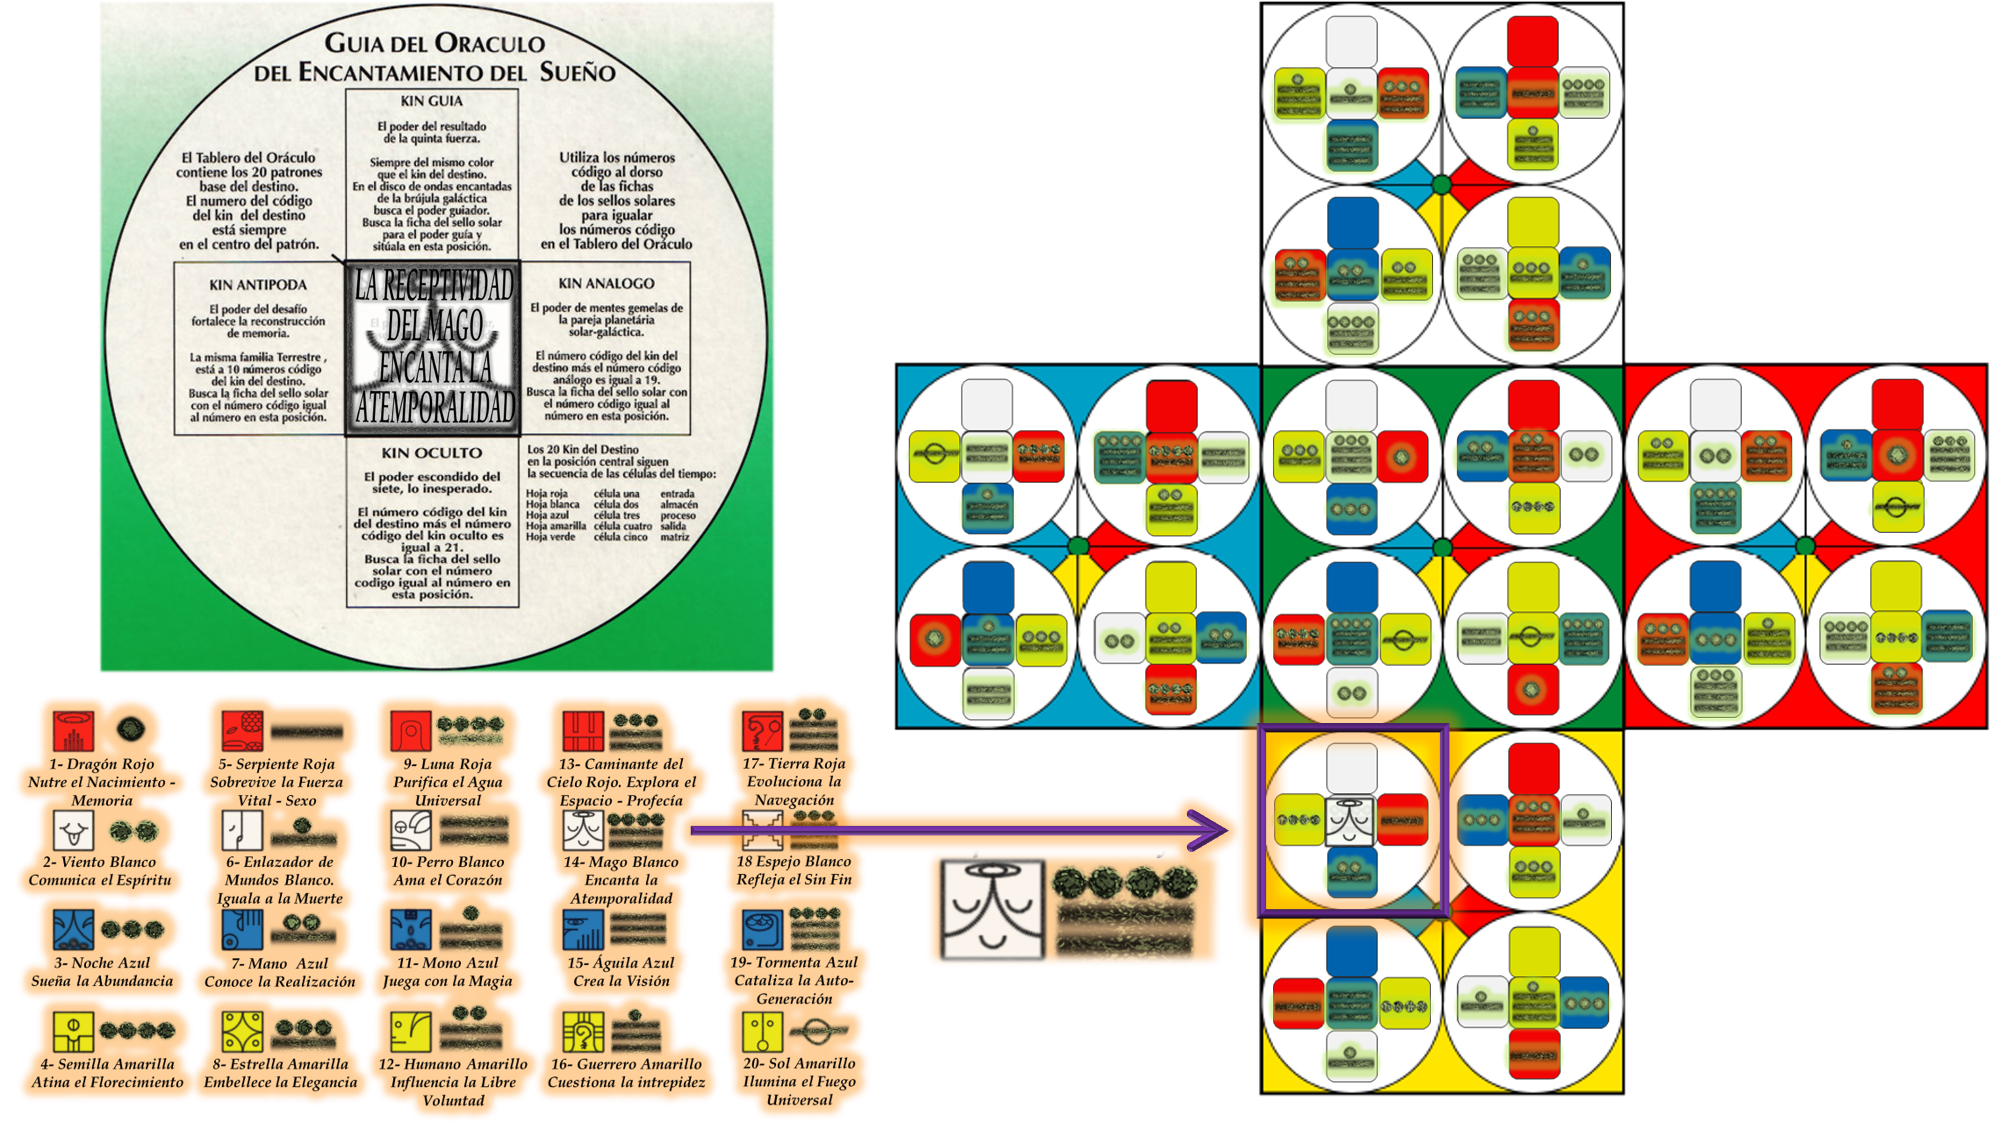 GUIA DEL ORACULO
DEL ENCANTAMIENTO DEL SUEÑO
KIN GUIA
El poder del resultado
de la quinta fuerza.
Siempre del mismo color
que el kin del destino.
En el disco de ondas encantadas
de la brújula galáctica
busca el poder guiador.
Busca la ficha del sello solar
para el poder guía y
sitúala en esta posición.
El Tablero del Oráculo
contiene los 20 patrones
base del destino.
El numero del código
del kin del destino
está siempre
en el centro del patrón.
Utiliza los números
código al dorso
de las fichas
de los sellos solares
para igualar
los números código
en el Tablero del Oráculo
KIN ANTIPODA
El poder del desafío
fortalece la reconstrucción
de memoria.
La misma familia Terrestre ,
está a 10 números código
del kin del destino.
Busca la ficha del sello solar
con el número código igual
al número en esta posición.
LA RECEPTIVIDAD
DEL MAGO
ENCANTA LA
ATEMPORALIDAD
KIN ANALOGO
El poder de mentes gemelas de
la pareja planetária
solar-galáctica.
El número código del kin del
destino más el número código
análogo es igual a 19.
Busca la ficha del sello solar con
el número código igual al
número en esta posición.
KIN OCULTO
El poder escondido del
siete, lo inesperado.
El número código del kin
del destino más el número
código del kin oculto es
igual a 21.
Busca la ficha del sello
solar con el número
codigo igual al número en
esta posición.
Los 20 Kin del Destino
en la posición central siguen
la secuencia de las células del tiempo:
Hoja roja célula una entrada
Hoja blanca célula dos almacén
Hoja azul célula tres proceso
Hoja amarilla célula cuatro salida
Hoja verde célula cinco matriz
1- Dragón Rojo
Nutre el Nacimiento -
Memoria
5- Serpiente Roja
Sobrevive la Fuerza
Vital - Sexo
9- Luna Roja
Purifica el Agua
Universal
13- Caminante del
Cielo Rojo. Explora el
Espacio - Profecía
17- Tierra Roja
Evoluciona la
Navegación
2- Viento Blanco
Comunica el Espíritu
6- Enlazador de
Mundos Blanco.
Iguala a la Muerte
10- Perro Blanco
Ama el Corazón
14- Mago Blanco
Encanta la
Atemporalidad
18 Espejo Blanco
Refleja el Sin Fin
3- Noche Azul
Sueña la Abundancia
7- Mano Azul
Conoce la Realización
11- Mono Azul
Juega con la Magia
15- Águila Azul
Crea la Visión
19- Tormenta Azul
Cataliza la Auto-
Generación
4- Semilla Amarilla
Atina el Florecimiento
8- Estrella Amarilla
Embellece la Elegancia
12- Humano Amarillo
Influencia la Libre
Voluntad
16- Guerrero Amarillo
Cuestiona la intrepidez
20- Sol Amarillo
Ilumina el Fuego
Universal